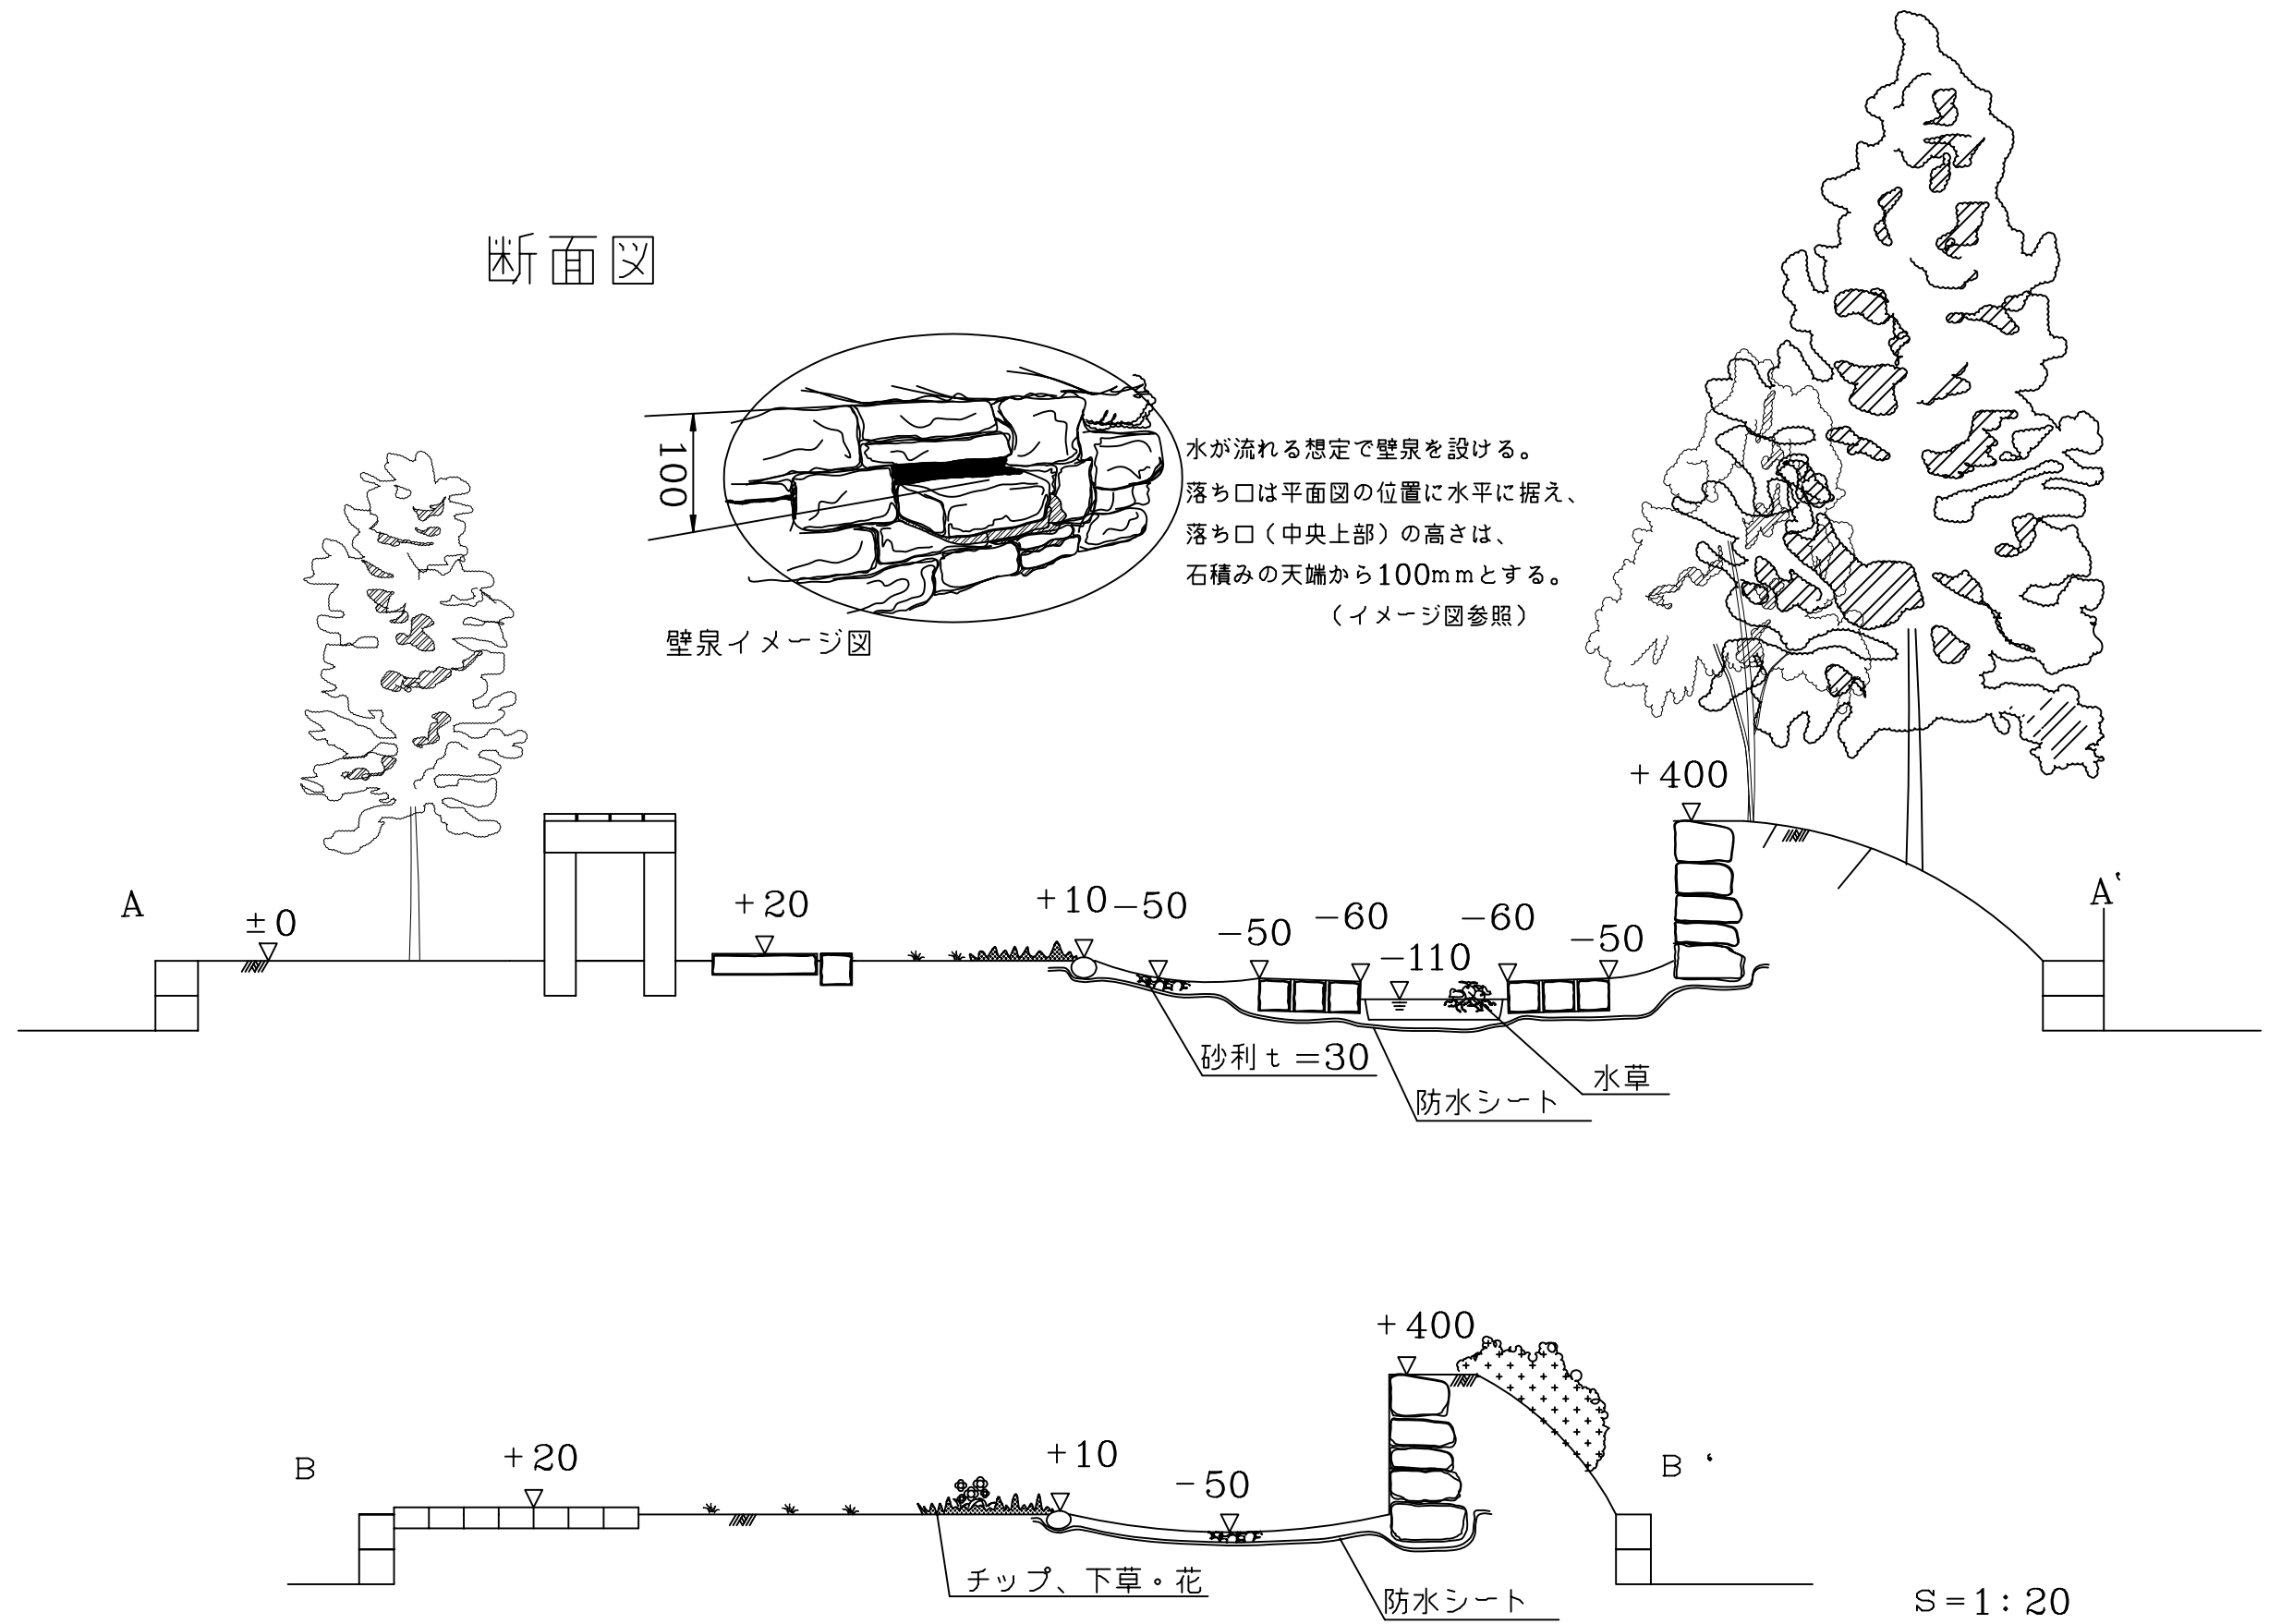 断面図
100
水が流れる想定で壁泉を設ける。
落ち口は平面図の位置に水平に据え、
落ち口（中央上部）の高さは、
石積みの天端から100mmとする。
（イメージ図参照）
壁泉イメージ図
+400
A
±0
+20
+10
-50
-50
-60
-110
-60
-50
A'
砂利t=30
水草
防水シート
+400
B
+20
+10
-50
B'
チップ、下草・花
防水シート
S=1:20